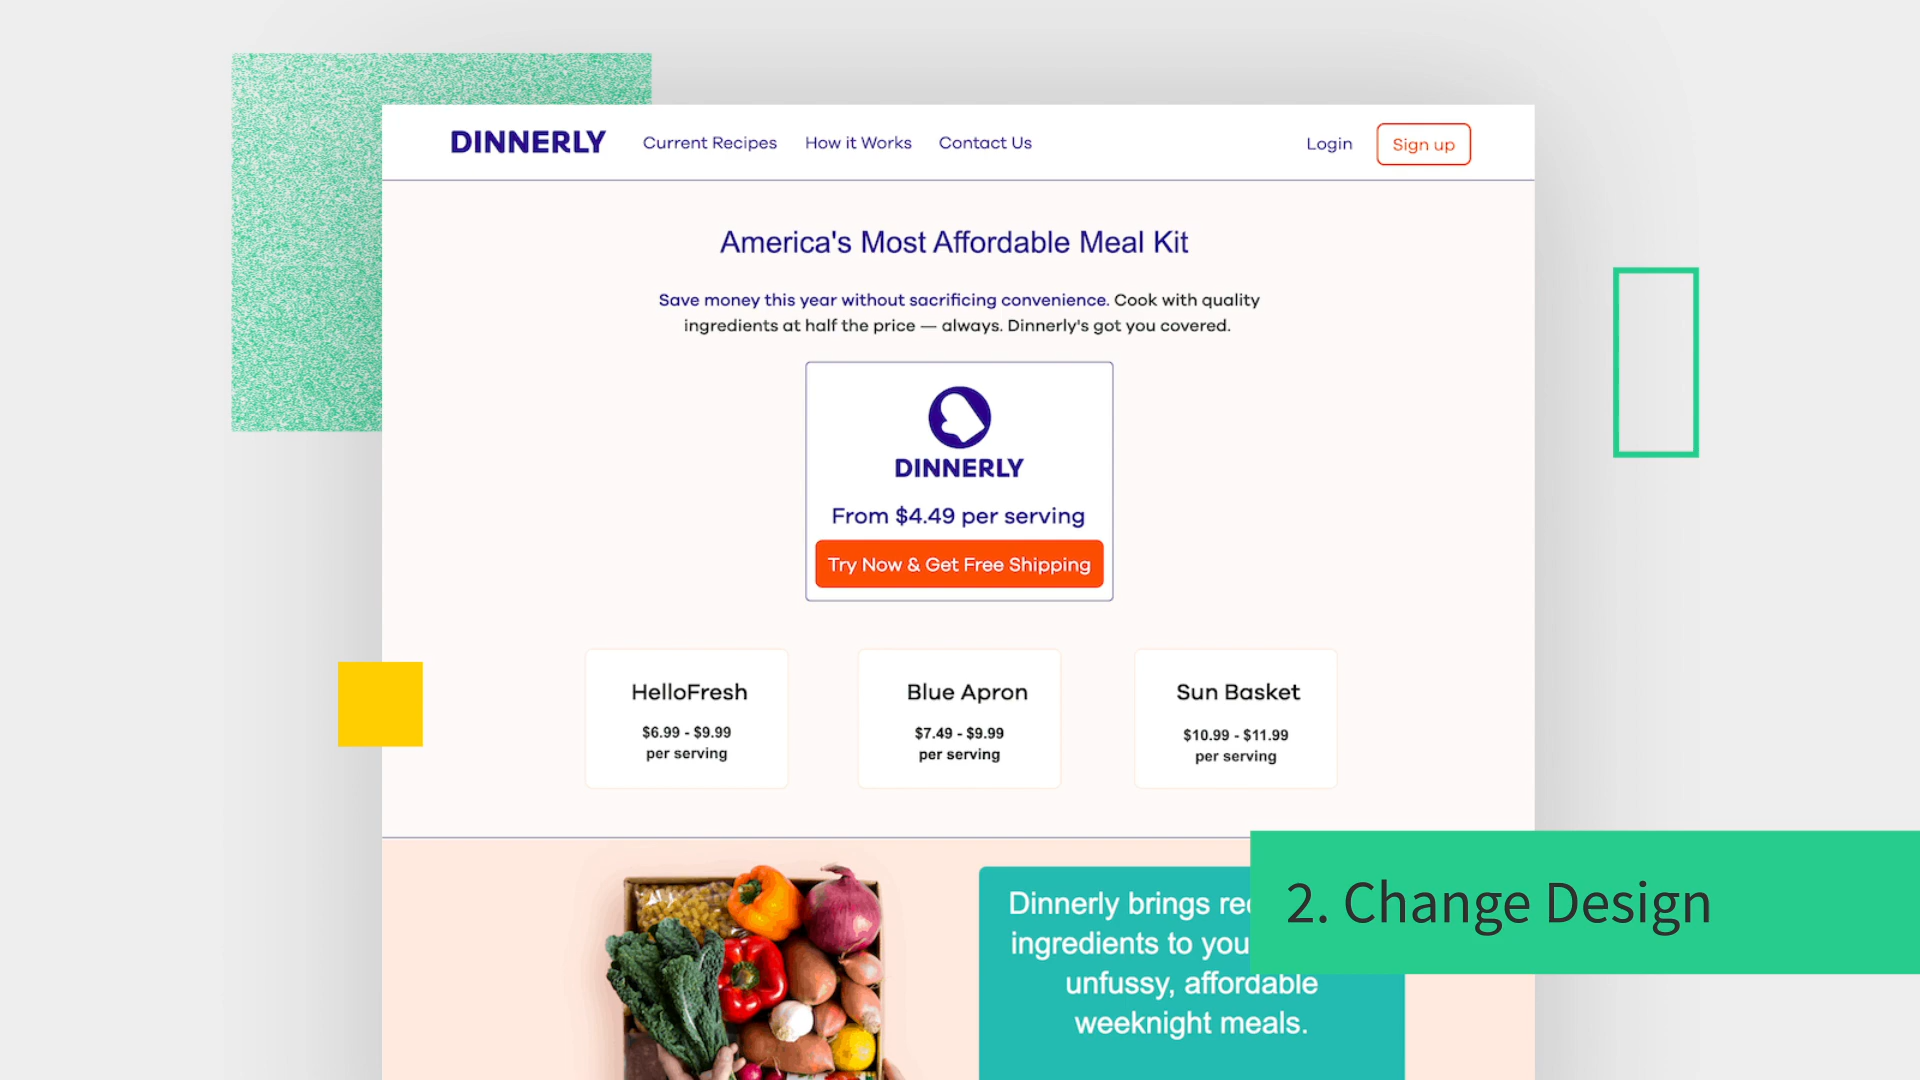 DINNERLY
Current Recipes
How it Works
Contact Us
Login
Sign up
America's Most Affordable Meal Kit
Save money this year without sacrificing convenience. Cook with quality
ingredients at half the price — always. Dinnerly's got you covered.
DINNERLY
From $4.49 per serving
Try Now & Get Free Shipping
HelloFresh
$6.99 - $9.99
per serving
Blue Apron
$7.49 - $9.99
per serving
Sun Basket
$10.99 - $11.99
per serving
Dinnerly brings
ingredients to
unfussy, affordable
weeknight meals.
2. Change Design